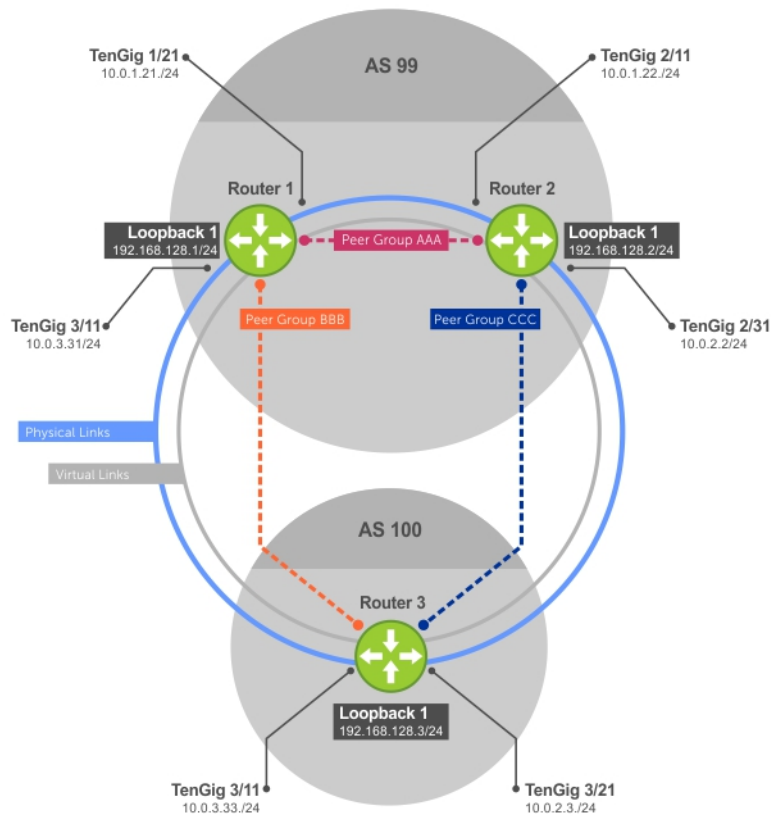 TenGig 1/21
10.0.1.21./24
AS 99
TenGig 2/11
10.0.1.22./24
Router 1
Router 2
Loopback 1
192.168.128.1/24
Peer Group AAA
Loopback 1
192.168.128.2/24
TenGig 3/11
10.0.3.31/24
Peer Group BBB
Peer Group CCC
TenGig 2/31
10.0.2.2/24
Physical Links
Virtual Links
AS 100
Router 3
Loopback 1
192.168.128.3/24
TenGig 3/11
10.0.3.33./24
TenGig 3/21
10.0.2.3./24